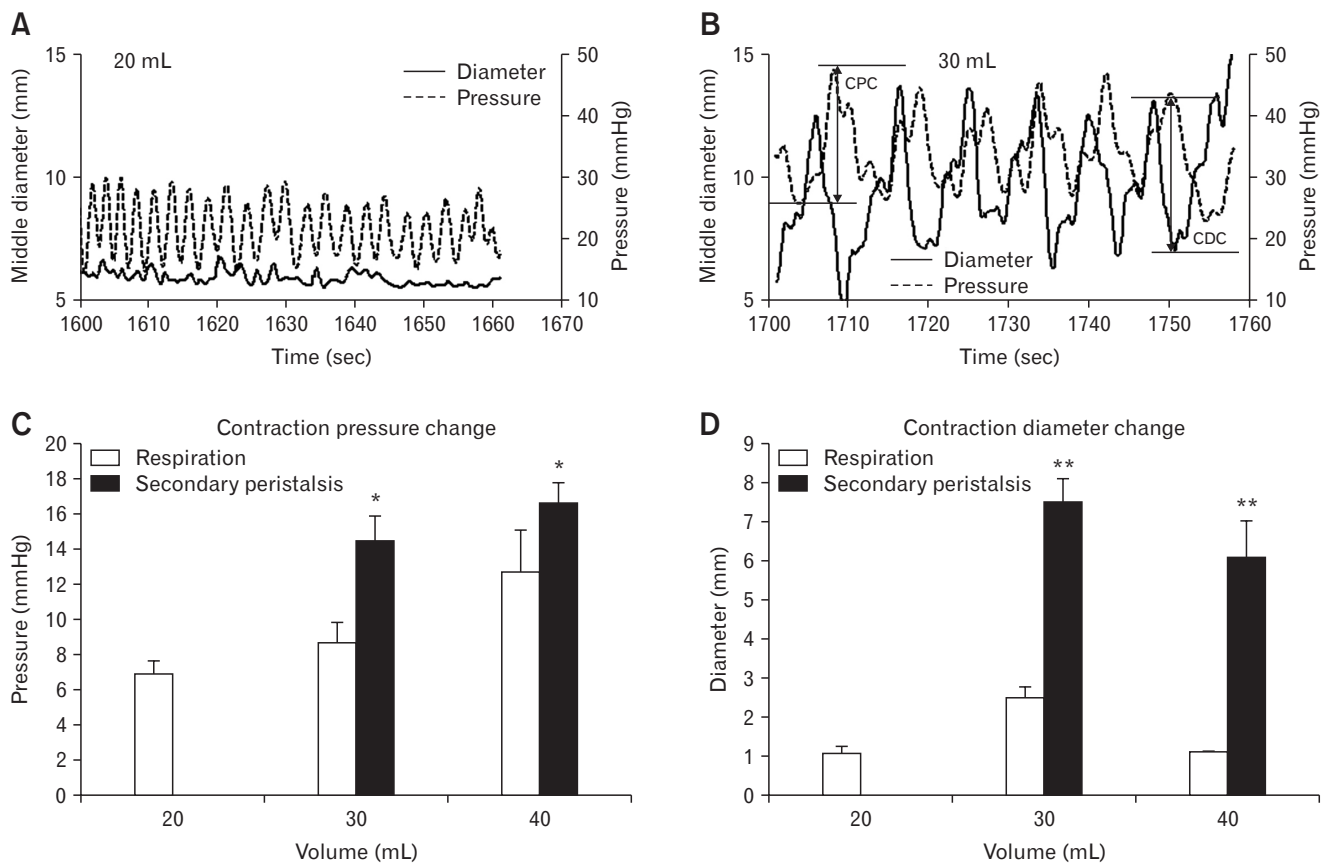 A
20 mL
Diameter
Pressure
Middle diameter (mm)
15
10
5
Pressure (mmHg)
50
40
30
20
10
1600 1610 1620 1630 1640 1650 1660 1670
Time (sec)
B
30 mL
CPC
CDC
Diameter
Pressure
Middle diameter (mm)
15
10
5
Pressure (mmHg)
50
40
30
20
10
1700 1710 1720 1730 1740 1750 1760
Time (sec)
C
Contraction pressure change
Respiration
Secondary peristalsis
Pressure (mmHg)
20
18
16
14
12
10
8
6
4
2
0
*
*
20 30 40
Volume (mL)
D
Contraction diameter change
Respiration
Secondary peristalsis
Diameter (mm)
9
8
7
6
5
4
3
2
1
0
**
**
20 30 40
Volume (mL)